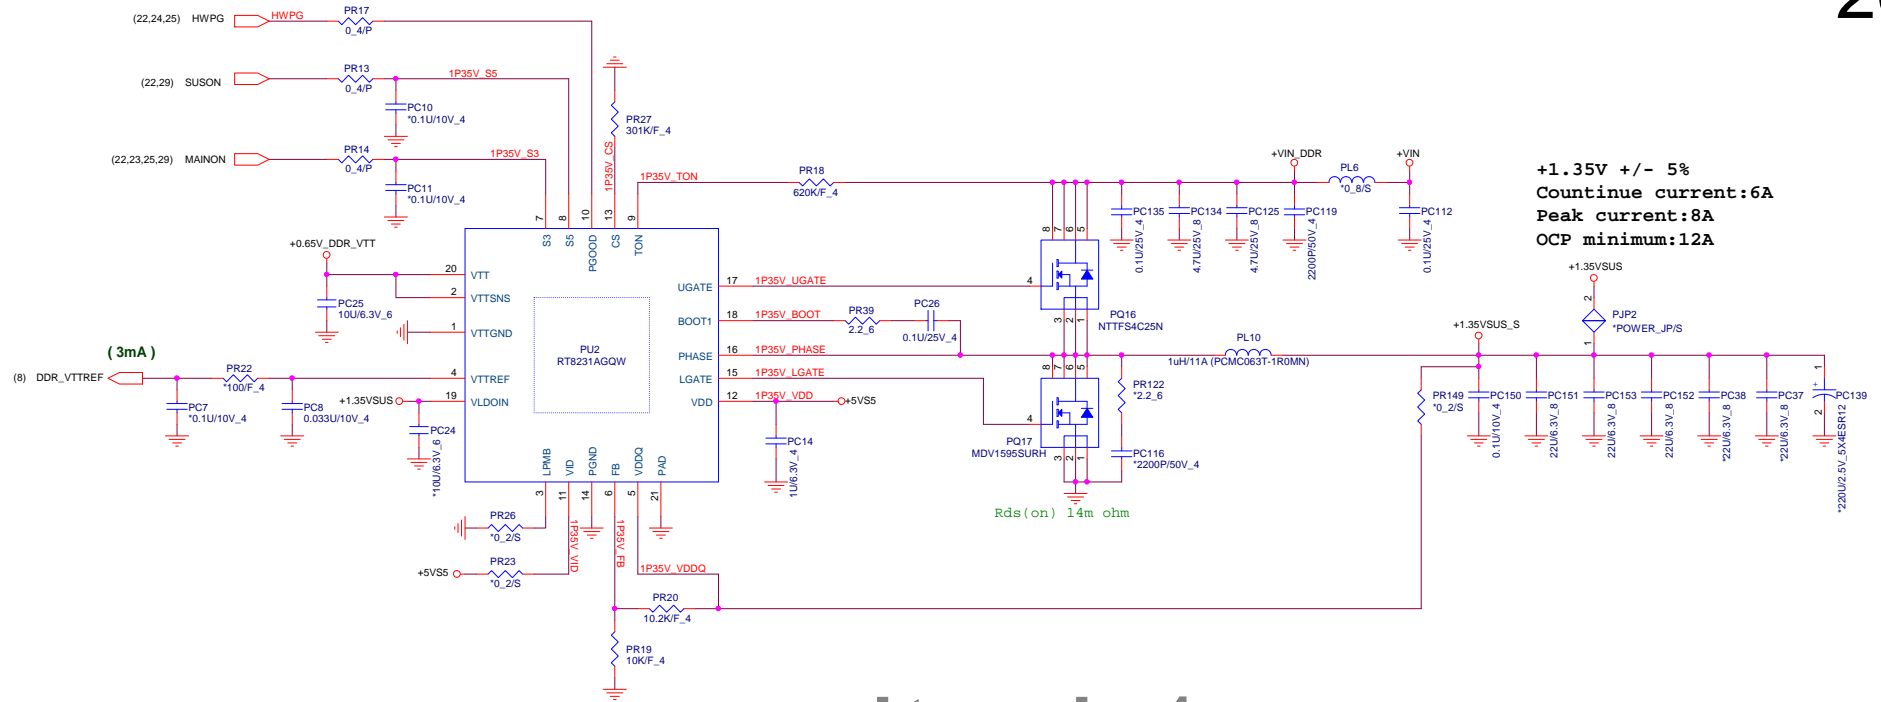 (22,24,25) HWPG
HWPG
PR17
0_4/P
(22,29) SUSON
PR13
0_4/P
1P35V_S5
PC10
*0.1U/10V_4
(22,23,25,29) MAINON
PR14
0_4/P
1P35V_S3
PC11
*0.1U/10V_4
PR27
301K/F_4
1P35V_CS
1P35V_TON
PR18
620K/F_4
+VIN_DDR
PL6
*0_8/S
+VIN
PC135
0.1U/25V_4
PC134
4.7U/25V_8
PC125
4.7U/25V_8
PC119
2200P/50V_4
PC112
0.1U/25V_4
+1.35V +/- 5%
Countinue current:6A
Peak current:8A
OCP minimum:12A
7
8
10
13
9
S3
S5
PGOOD
CS
TON
+0.65V_DDR_VTT
PC25
10U/6.3V_6
20 VTT
2 VTTSNS
1 VTTGND
4 VTTREF
19 VLDOIN
PU2
RT8231AGQW
UGATE 17 1P35V_UGATE
BOOT1 18 1P35V_BOOT
PHASE 16 1P35V_PHASE
LGATE 15 1P35V_LGATE
VDD 12 1P35V_VDD
+5VS5
PR39
2.2_6
PC26
0.1U/25V_4
8 7 6 5
4
3 2 1
PQ16
NTTFS4C25N
8 7 6 5
4
3 2 1
PQ17
MDV1595SURH
Rds(on) 14m ohm
PL10
1uH/11A (PCMC063T-1R0MN)
PR122
*2.2_6
PC116
*2200P/50V_4
+1.35VSUS_S
+1.35VSUS
2
PJP2
*POWER_JP/S
1
PR149
*0_2/S
PC150
0.1U/10V_4
PC151
22U/6.3V_8
PC153
22U/6.3V_8
PC152
22U/6.3V_8
PC38
*22U/6.3V_8
PC37
*22U/6.3V_8
1
+
PC139
2
*220U/2.5V_5X4ESR12
( 3mA )
(8) DDR_VTTREF
PR22
*100/F_4
PC7
*0.1U/10V_4
PC8
0.033U/10V_4
+1.35VSUS
PC24
*10U/6.3V_6
PC14
1U/6.3V_4
LPMB
VID
PGND
FB
VDDQ
PAD
3
11
14
6
5
21
PR26
*0_2/S
+5VS5
PR23
*0_2/S
1P35V_VID
1P35V_FB
1P35V_VDDQ
PR20
10.2K/F_4
PR19
10K/F_4